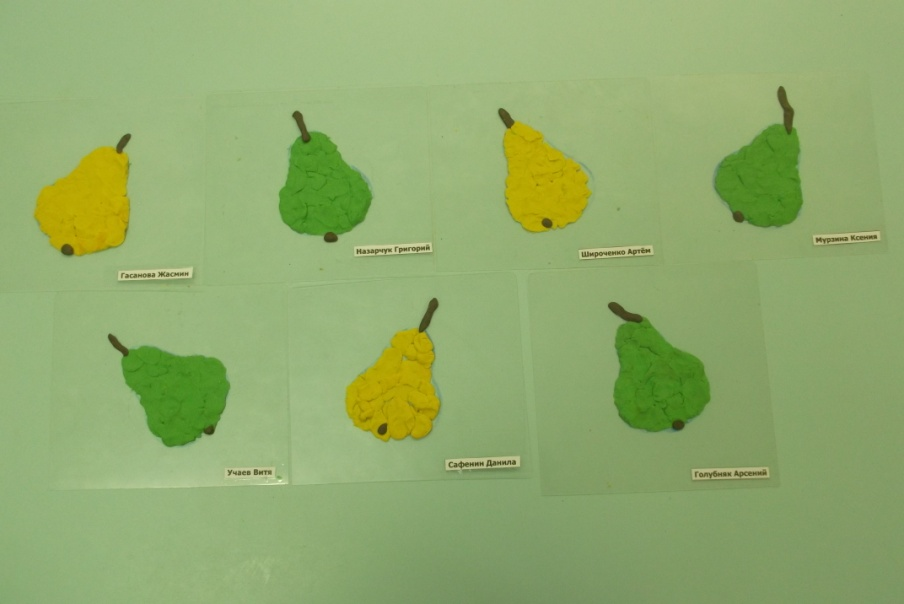 Гасанова Жасмин
Назарчук Григорий
Широченко Артём
Мурзина Ксения
Учаев Витя
Сафенин Данила
Голубняк Арсений